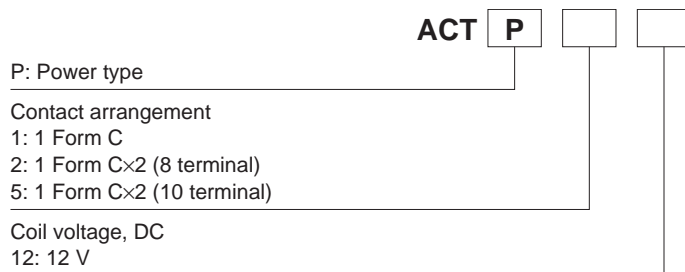 ACT P
P: Power type
Contact arrangement
1: 1 Form C
2: 1 Form C×2 (8 terminal)
5: 1 Form C×2 (10 terminal)
Coil voltage, DC
12: 12 V